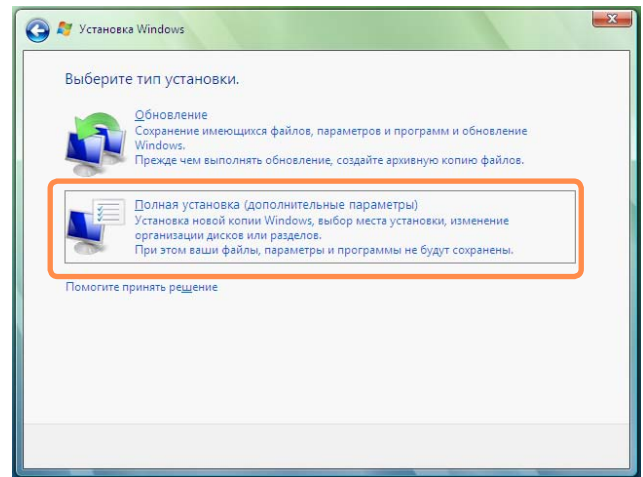 Установка Windows
Выберите тип установки.
Обновление
Сохранение имеющихся файлов, параметров и программ и обновление
Windows.
Прежде чем выполнять обновление, создайте архивную копию файлов.
Полная установка (дополнительные параметры)
Установка новой копии Windows, выбор места установки, изменение
организации дисков или разделов.
При этом ваши файлы, параметры и программы не будут сохранены.
Помогите принять решение